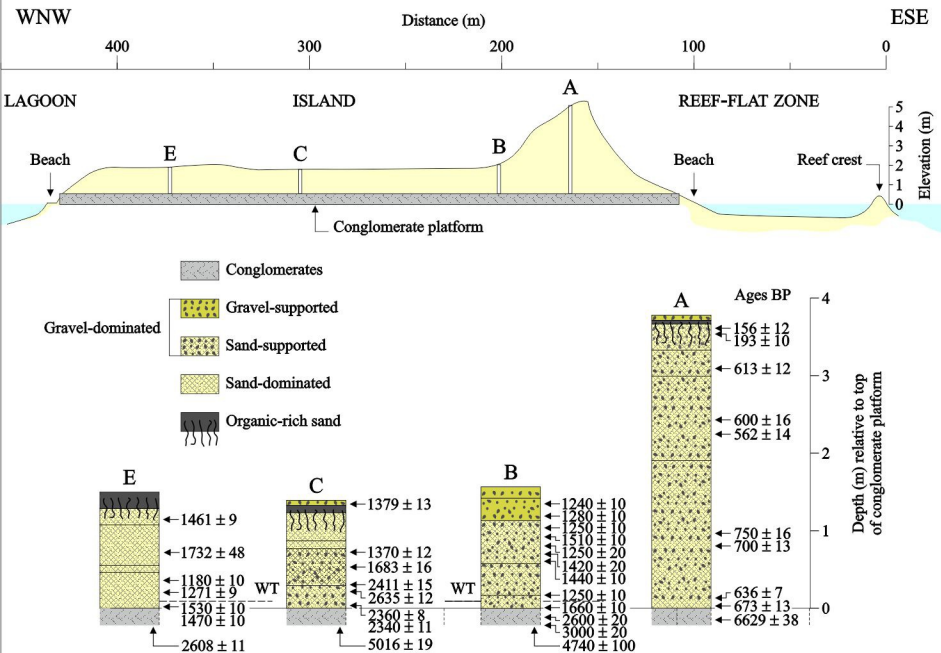 WNW
Distance (m)
ESE
400
300
200
100
0
LAGOON
ISLAND
REEF-FLAT ZONE
A
5
4
3
2
1
0
Elevation (m)
Beach
E
C
B
Beach
Reef crest
Conglomerate platform
Conglomerates
Gravel-dominated
Gravel-supported
Sand-supported
Sand-dominated
Organic-rich sand
E
1461 ± 9
1732 ± 48
1180 ± 10
1271 ± 9
1530 ± 10
1470 ± 10
2608 ± 11
WT
C
1379 ± 13
1370 ± 12
1683 ± 16
2411 ± 15
2635 ± 12
2360 ± 8
2340 ± 11
5016 ± 19
WT
B
1240 ± 10
1280 ± 10
1250 ± 10
1510 ± 10
1250 ± 20
1420 ± 20
1440 ± 10
1250 ± 10
1660 ± 10
2600 ± 20
3000 ± 20
4740 ± 100
A
Ages BP
156 ± 12
193 ± 10
613 ± 12
600 ± 16
562 ± 14
750 ± 16
700 ± 13
636 ± 7
673 ± 13
6629 ± 38
4
3
2
1
0
Depth (m) relative to top
of conglomerate platform